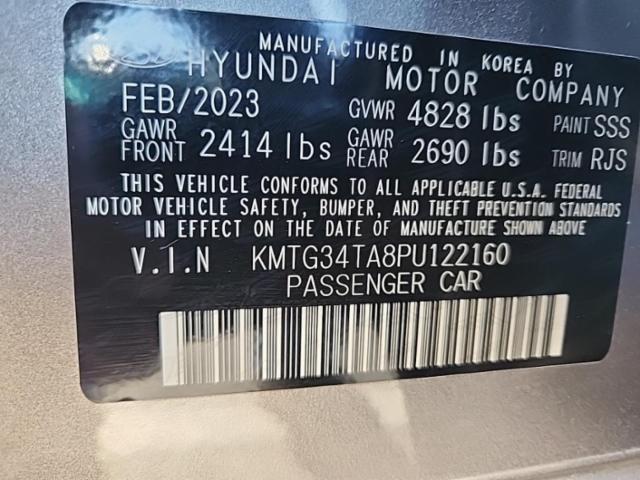 MANUFACTURED IN KOREA BY
HYUNDAI MOTOR COMPANY
FEB/2023 GVWR 4828 lbs PAINT SSS
GAWR FRONT 2414 lbs GAWR REAR 2690 lbs TRIM RJS
THIS VEHICLE CONFORMS TO ALL APPLICABLE U.S.A. FEDERAL
MOTOR VEHICLE SAFETY, BUMPER, AND THEFT PREVENTION STANDARDS
IN EFFECT ON THE DATE OF MANUFACTURE SHOWN ABOVE.
V.I.N KMTG34TA8PU122160
PASSENGER CAR